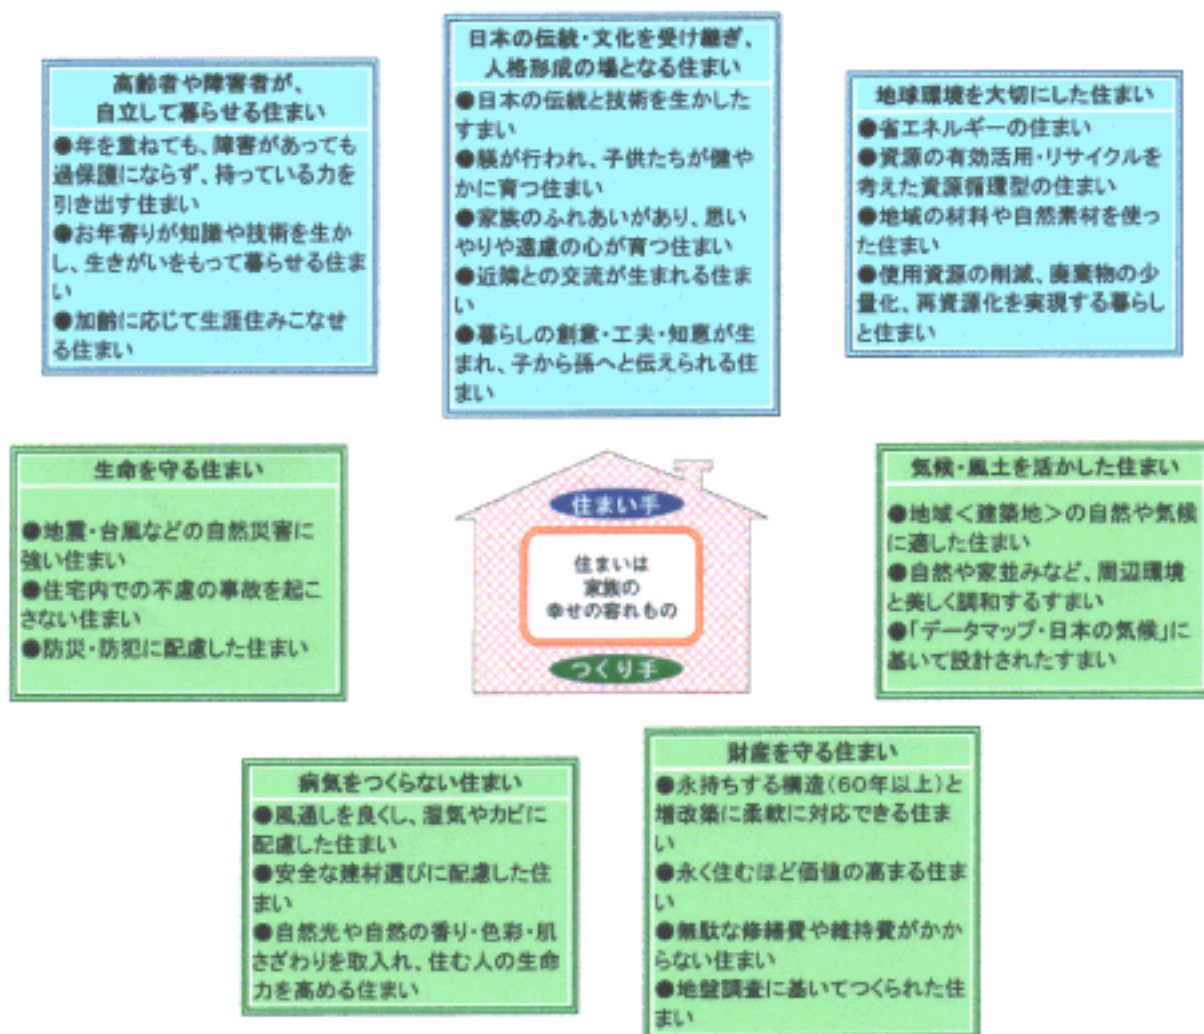 高齢者や障害者が、
自立して暮らせる住まい
●年を重ねても、障害があっても
過保護にならず、持っている力を
引き出す住まい
●お年寄りが知識や技術を生か
し、生きがいをもって暮らせる住ま
い
●加齢に応じて生涯住みこなせ
る住まい
日本の伝統・文化を受け継ぎ、
人格形成の場となる住まい
●日本の伝統と技術を生かした
すまい
●躾が行われ、子供たちが健や
かに育つ住まい
●家族のふれあいがあり、思い
やりや遠慮の心が育つ住まい
●近隣との交流が生まれる住ま
い
●暮らしの創意・工夫・知恵が生
まれ、子から孫へと伝えられる住
まい
地球環境を大切にした住まい
●省エネルギーの住まい
●資源の有効活用・リサイクルを
考えた資源循環型の住まい
●地域の材料や自然素材を使っ
た住まい
●使用資源の削減、廃棄物の少
量化、再資源化を実現する暮らし
と住まい
生命を守る住まい
●地震・台風などの自然災害に
強い住まい
●住宅内での不慮の事故を起こ
さない住まい
●防災・防犯に配慮した住まい
住まい手
住まいは
家族の
幸せの容れもの
つくり手
気候・風土を活かした住まい
●地域＜建築地＞の自然や気候
に適した住まい
●自然や家並みなど、周辺環境
と美しく調和するすまい
●「データマップ・日本の気候」に
基いて設計されたすまい
病気をつくらない住まい
●風通しを良くし、湿気やカビに
配慮した住まい
●安全な建材選びに配慮した住
まい
●自然光や自然の香り・色彩・肌
さざわりを取入れ、住む人の生命
力を高める住まい
財産を守る住まい
●永持ちする構造（60年以上）と
増改築に柔軟に対応できる住ま
い
●永く住むほど価値の高まる住ま
い
●無駄な修繕費や維持費がかか
らない住まい
●地盤調査に基いてつくられた住
まい